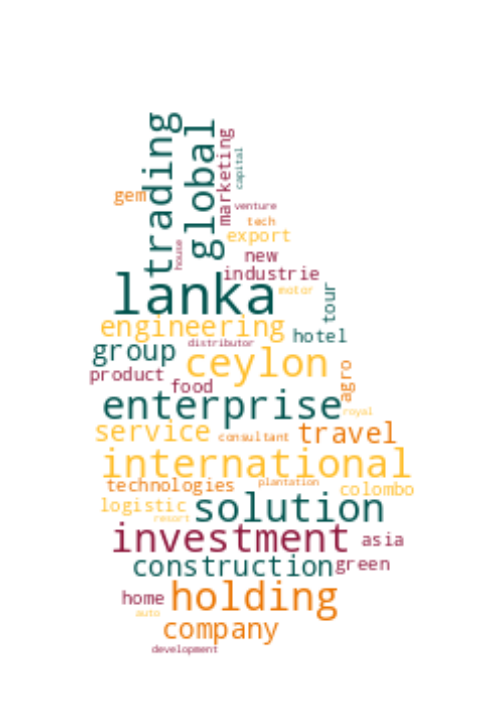 trading
global
marketing
capital
gem
venture
tech
house
export
new
industrie
lanka
motor
tour
engineering
hotel
distributor
group
ceylon
product
food
agro
enterprise
royal
service
consultant
travel
international
technologies
plantation
colombo
logistic
solution
resort
investment
asia
construction
green
home
holding
auto
company
development